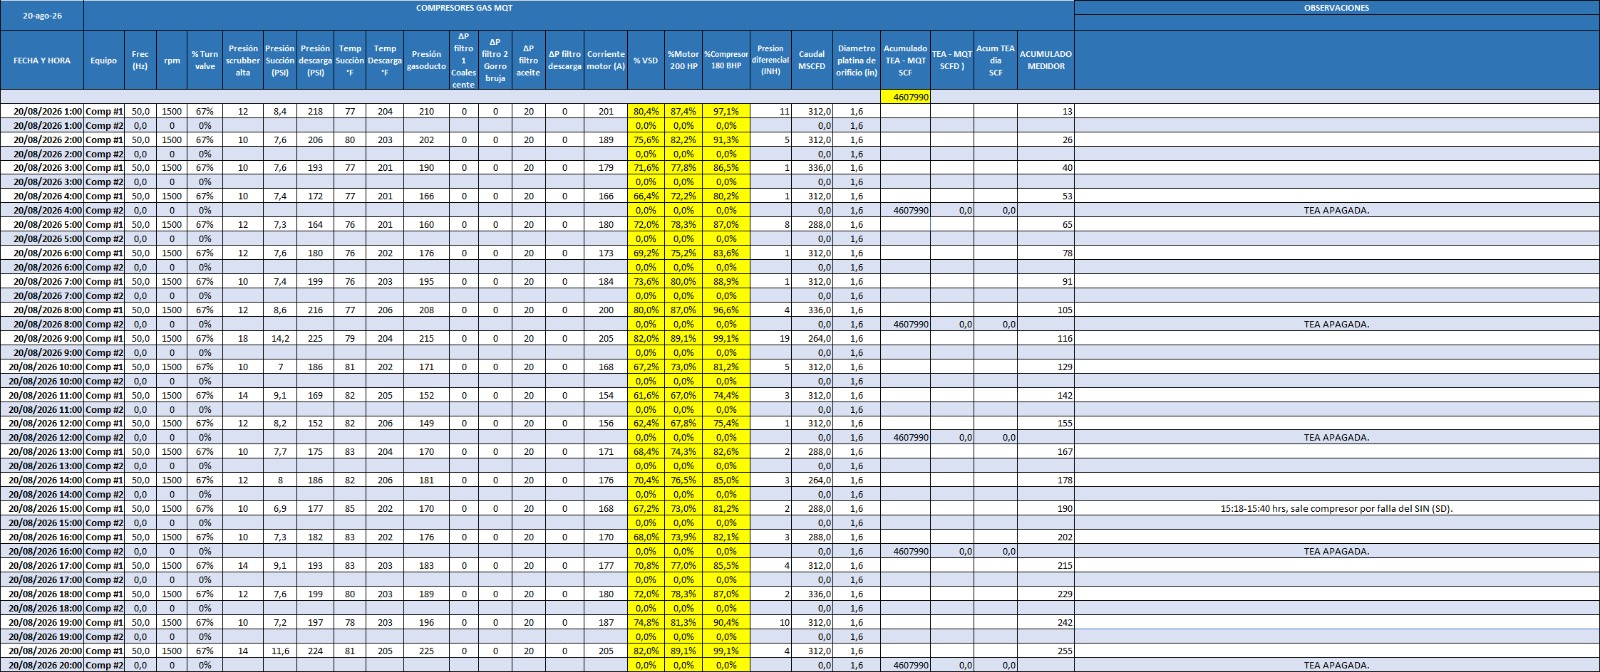 20-ago-26 COMPRESORES GAS MQT OBSERVACIONES
FECHA Y HORA Equipo Frec (Hz) rpm % Turn valve Presión scrubber alta Presión Succión (PSI) Presión descarga (PSI) Temp Succión °F Temp Descarga °F Presión gasoducto ΔP filtro 1 Coales cente ΔP filtro 2 Gorro bruja ΔP filtro aceite ΔP filtro descarga Corriente motor (A) % VSD %Motor 200 HP %Compresor 180 BHP Presion diferencial (INH) Caudal MSCFD Diametro platina de orificio (in) Acumulado TEA - MQT SCF TEA - MQT SCFD ) Acum TEA dia SCF ACUMULADO MEDIDOR
4607990
20/08/2026 1:00 Comp #1 50,0 1500 67% 12 8,4 218 77 204 210 0 0 20 0 201 80,4% 87,4% 97,1% 11 312,0 1,6 13
20/08/2026 1:00 Comp #2 0,0 0 0% 0,0% 0,0% 0,0% 0,0 1,6
20/08/2026 2:00 Comp #1 50,0 1500 67% 10 7,6 206 80 203 202 0 0 20 0 189 75,6% 82,2% 91,3% 5 312,0 1,6 26
20/08/2026 2:00 Comp #2 0,0 0 0% 0,0% 0,0% 0,0% 0,0 1,6
20/08/2026 3:00 Comp #1 50,0 1500 67% 10 7,6 193 77 201 190 0 0 20 0 179 71,6% 77,8% 86,5% 1 336,0 1,6 40
20/08/2026 3:00 Comp #2 0,0 0 0% 0,0% 0,0% 0,0% 0,0 1,6
20/08/2026 4:00 Comp #1 50,0 1500 67% 10 7,4 172 77 201 166 0 0 20 0 166 66,4% 72,2% 80,2% 1 312,0 1,6 53
20/08/2026 4:00 Comp #2 0,0 0 0% 0,0% 0,0% 0,0% 0,0 1,6 4607990 0,0 0,0 TEA APAGADA.
20/08/2026 5:00 Comp #1 50,0 1500 67% 12 7,3 164 76 201 160 0 0 20 0 180 72,0% 78,3% 87,0% 8 288,0 1,6 65
20/08/2026 5:00 Comp #2 0,0 0 0% 0,0% 0,0% 0,0% 0,0 1,6
20/08/2026 6:00 Comp #1 50,0 1500 67% 12 7,6 180 76 202 176 0 0 20 0 173 69,2% 75,2% 83,6% 1 312,0 1,6 78
20/08/2026 6:00 Comp #2 0,0 0 0% 0,0% 0,0% 0,0% 0,0 1,6
20/08/2026 7:00 Comp #1 50,0 1500 67% 10 7,4 199 76 203 195 0 0 20 0 184 73,6% 80,0% 88,9% 1 312,0 1,6 91
20/08/2026 7:00 Comp #2 0,0 0 0% 0,0% 0,0% 0,0% 0,0 1,6
20/08/2026 8:00 Comp #1 50,0 1500 67% 12 8,6 216 77 206 208 0 0 20 0 200 80,0% 87,0% 96,6% 4 336,0 1,6 105
20/08/2026 8:00 Comp #2 0,0 0 0% 0,0% 0,0% 0,0% 0,0 1,6 4607990 0,0 0,0 TEA APAGADA.
20/08/2026 9:00 Comp #1 50,0 1500 67% 18 14,2 225 79 204 215 0 0 20 0 205 82,0% 89,1% 99,1% 19 264,0 1,6 116
20/08/2026 9:00 Comp #2 0,0 0 0% 0,0% 0,0% 0,0% 0,0 1,6
20/08/2026 10:00 Comp #1 50,0 1500 67% 10 7 186 81 202 171 0 0 20 0 168 67,2% 73,0% 81,2% 5 312,0 1,6 129
20/08/2026 10:00 Comp #2 0,0 0 0% 0,0% 0,0% 0,0% 0,0 1,6
20/08/2026 11:00 Comp #1 50,0 1500 67% 14 9,1 169 82 205 152 0 0 20 0 154 61,6% 67,0% 74,4% 3 312,0 1,6 142
20/08/2026 11:00 Comp #2 0,0 0 0% 0,0% 0,0% 0,0% 0,0 1,6
20/08/2026 12:00 Comp #1 50,0 1500 67% 12 8,2 152 82 206 149 0 0 20 0 156 62,4% 67,8% 75,4% 1 312,0 1,6 155
20/08/2026 12:00 Comp #2 0,0 0 0% 0,0% 0,0% 0,0% 0,0 1,6 4607990 0,0 0,0 TEA APAGADA.
20/08/2026 13:00 Comp #1 50,0 1500 67% 10 7,7 175 83 204 170 0 0 20 0 171 68,4% 74,3% 82,6% 2 288,0 1,6 167
20/08/2026 13:00 Comp #2 0,0 0 0% 0,0% 0,0% 0,0% 0,0 1,6
20/08/2026 14:00 Comp #1 50,0 1500 67% 12 8 186 82 206 181 0 0 20 0 176 70,4% 76,5% 85,0% 3 264,0 1,6 178
20/08/2026 14:00 Comp #2 0,0 0 0% 0,0% 0,0% 0,0% 0,0 1,6
20/08/2026 15:00 Comp #1 50,0 1500 67% 10 6,9 177 85 202 170 0 0 20 0 168 67,2% 73,0% 81,2% 2 288,0 1,6 190 15:18-15:40 hrs, sale compresor por falla del SIN (SD).
20/08/2026 15:00 Comp #2 0,0 0 0% 0,0% 0,0% 0,0% 0,0 1,6
20/08/2026 16:00 Comp #1 50,0 1500 67% 10 7,3 182 83 202 176 0 0 20 0 170 68,0% 73,9% 82,1% 3 288,0 1,6 202
20/08/2026 16:00 Comp #2 0,0 0 0% 0,0% 0,0% 0,0% 0,0 1,6 4607990 0,0 0,0 TEA APAGADA.
20/08/2026 17:00 Comp #1 50,0 1500 67% 14 9,1 193 83 203 183 0 0 20 0 177 70,8% 77,0% 85,5% 4 312,0 1,6 215
20/08/2026 17:00 Comp #2 0,0 0 0% 0,0% 0,0% 0,0% 0,0 1,6
20/08/2026 18:00 Comp #1 50,0 1500 67% 12 7,6 199 80 203 189 0 0 20 0 180 72,0% 78,3% 87,0% 2 336,0 1,6 229
20/08/2026 18:00 Comp #2 0,0 0 0% 0,0% 0,0% 0,0% 0,0 1,6
20/08/2026 19:00 Comp #1 50,0 1500 67% 10 7,2 197 78 203 196 0 0 20 0 187 74,8% 81,3% 90,4% 10 312,0 1,6 242
20/08/2026 19:00 Comp #2 0,0 0 0% 0,0% 0,0% 0,0% 0,0 1,6
20/08/2026 20:00 Comp #1 50,0 1500 67% 14 11,6 224 81 205 225 0 0 20 0 205 82,0% 89,1% 99,1% 4 312,0 1,6 255
20/08/2026 20:00 Comp #2 0,0 0 0% 0,0% 0,0% 0,0% 0,0 1,6 4607990 0,0 0,0 TEA APAGADA.